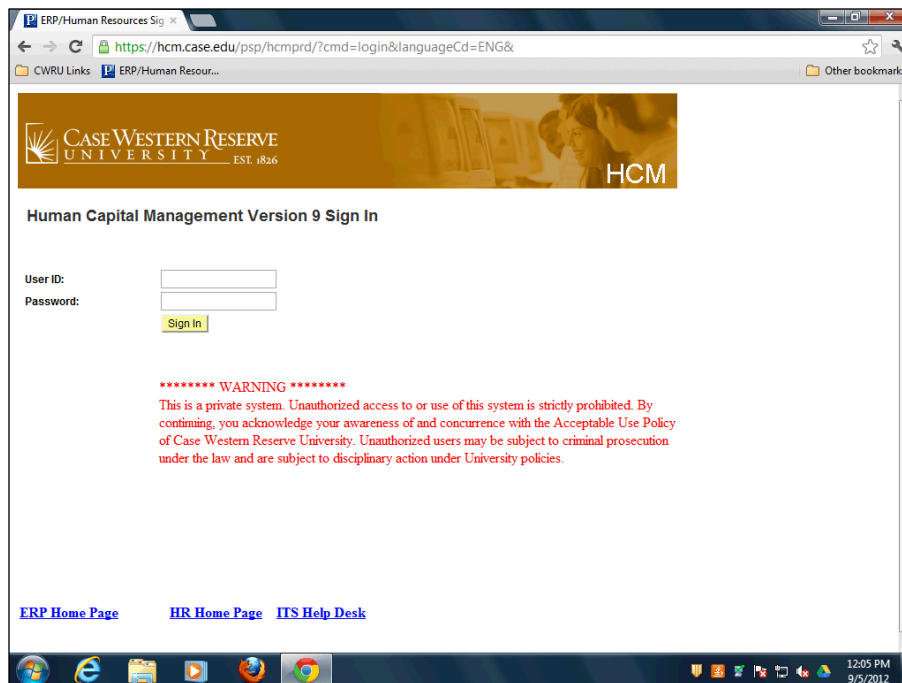 ERP/Human Resources Sig
https://hcm.case.edu/psp/hcmprd/?cmd=login&languageCd=ENG&
CWRU Links ERP/Human Resour... Other bookmark
CASE WESTERN RESERVE
UNIVERSITY EST. 1826
HCM
Human Capital Management Version 9 Sign In
User ID:
Password:
Sign In
******** WARNING ********
This is a private system. Unauthorized access to or use of this system is strictly prohibited. By
continuing, you acknowledge your awareness of and concurrence with the Acceptable Use Policy
of Case Western Reserve University. Unauthorized users may be subject to criminal prosecution
under the law and are subject to disciplinary action under University policies.
ERP Home Page HR Home Page ITS Help Desk
12:05 PM
9/5/2012